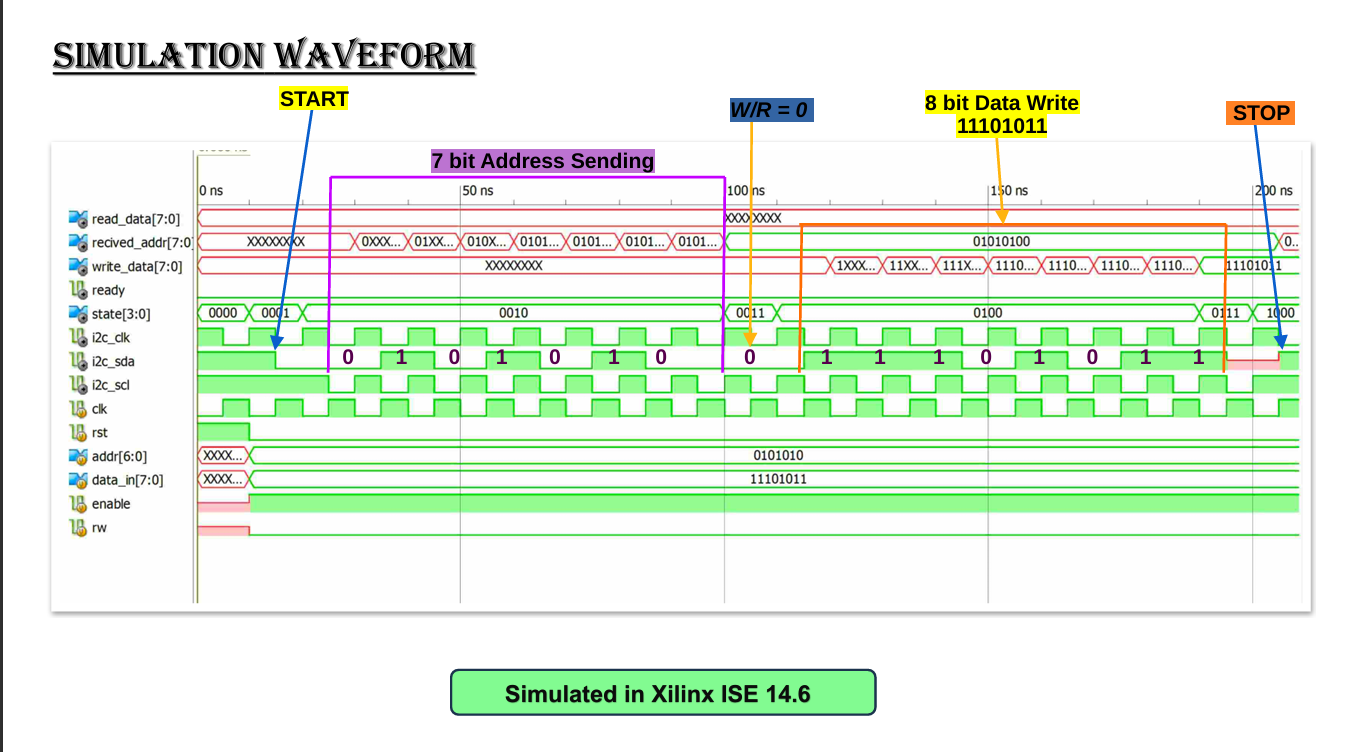 SIMULATION WAVEFORM
START
W/R = 0
8 bit Data Write
11101011
STOP
7 bit Address Sending
0 ns 50 ns 100 ns 150 ns 200 ns
read_data[7:0] XXXXXXXX
recived_addr[7:0] XXXXXXXX 0XXX... 01XX... 010X... 0101... 0101... 0101... 0101... 01010100 0..
write_data[7:0] XXXXXXXX 1XXX... 11XX... 111X... 1110... 1110... 1110... 1110... 11101011
ready
state[3:0] 0000 0001 0010 0011 0100 0111 1000
i2c_clk
i2c_sda 0 1 0 1 0 1 0 0 1 1 1 0 1 0 1 1
i2c_scl
clk
rst
addr[6:0] XXXX... 0101010
data_in[7:0] XXXX... 11101011
enable
rw
Simulated in Xilinx ISE 14.6